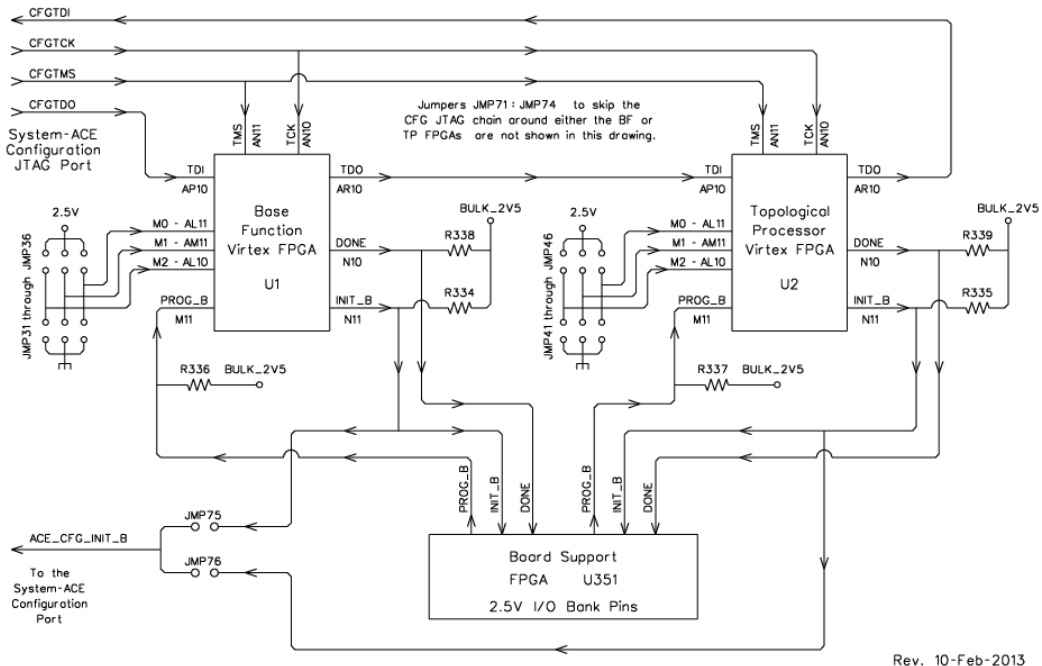 CFGTDI
CFGTCK
CFGTMS
CFGTDO
System-ACE
Configuration
JTAG Port
Jumpers JMP71:JMP74 to skip the
CFG JTAG chain around either the BF or
TP FPGAs are not shown in this drawing.
TMS
AN11
TCK
AN10
TDI
AP10
Base
Function
Virtex FPGA
U1
TDO
AR10
2.5V
JMP31 through JMP36
M0 - AL11
M1 - AM11
M2 - AL10
PROG_B
M11
DONE
N10
INIT_B
N11
BULK_2V5
R338
R334
R336
BULK_2V5
TMS
AN11
TCK
AN10
TDI
AP10
Topological
Processor
Virtex FPGA
U2
TDO
AR10
2.5V
JMP41 through JMP46
M0 - AL11
M1 - AM11
M2 - AL10
PROG_B
M11
DONE
N10
INIT_B
N11
BULK_2V5
R339
R335
R337
BULK_2V5
PROG_B
INIT_B
DONE
PROG_B
INIT_B
DONE
JMP75
ACE_CFG_INIT_B
JMP76
To the
System-ACE
Configuration
Port
Board Support
FPGA U351
2.5V I/O Bank Pins
Rev. 10-Feb-2013